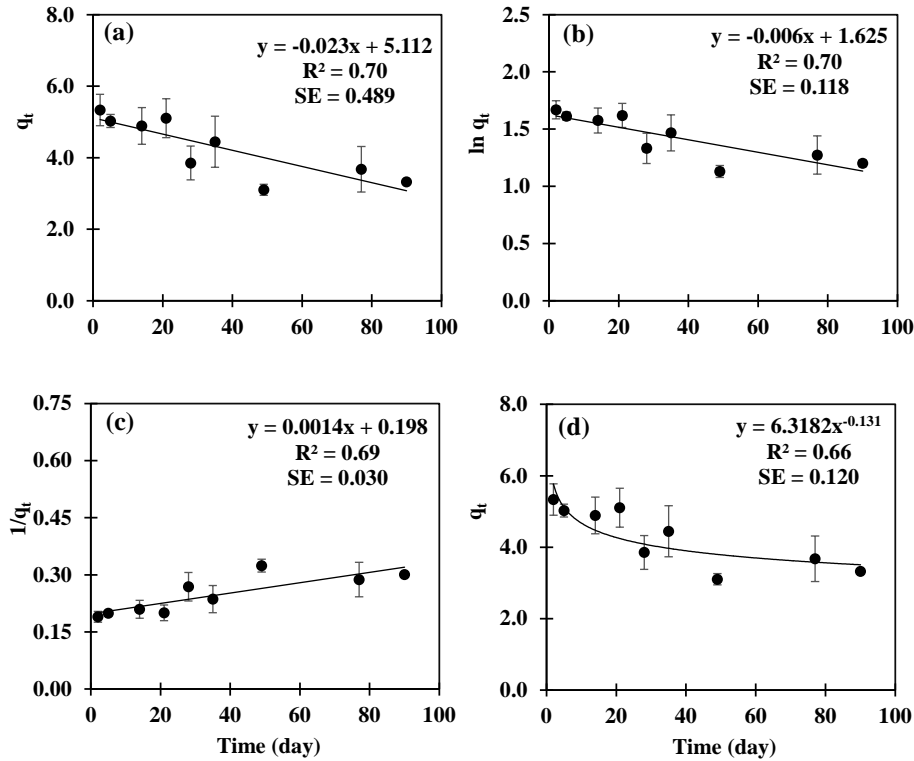 (a)
y = -0.023x + 5.112
R² = 0.70
SE = 0.489
qt
8.0
6.0
4.0
2.0
0.0
0 20 40 60 80 100
(b)
y = -0.006x + 1.625
R² = 0.70
SE = 0.118
ln qt
2.5
2.0
1.5
1.0
0.5
0.0
0 20 40 60 80 100
(c)
y = 0.0014x + 0.198
R² = 0.69
SE = 0.030
1/qt
0.75
0.60
0.45
0.30
0.15
0.00
0 20 40 60 80 100
Time (day)
(d)
y = 6.3182x^-0.131
R² = 0.66
SE = 0.120
qt
8.0
6.0
4.0
2.0
0.0
0 20 40 60 80 100
Time (day)